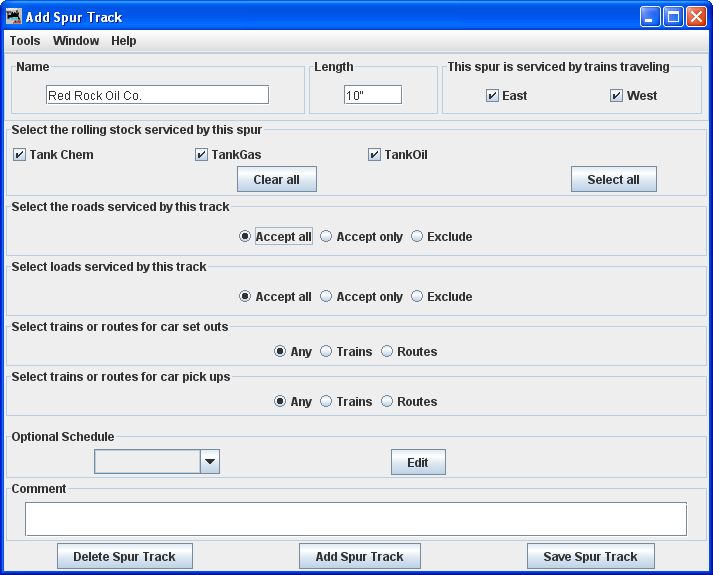 Add Spur Track
Tools Window Help
Name Length This spur is serviced by trains traveling
Red Rock Oil Co. 10" East West
Select the rolling stock serviced by this spur
Tank Chem TankGas TankOil
Clear all Select all
Select the roads serviced by this track
Accept all Accept only Exclude
Select loads serviced by this track
Accept all Accept only Exclude
Select trains or routes for car set outs
Any Trains Routes
Select trains or routes for car pick ups
Any Trains Routes
Optional Schedule
Edit
Comment
Delete Spur Track Add Spur Track Save Spur Track